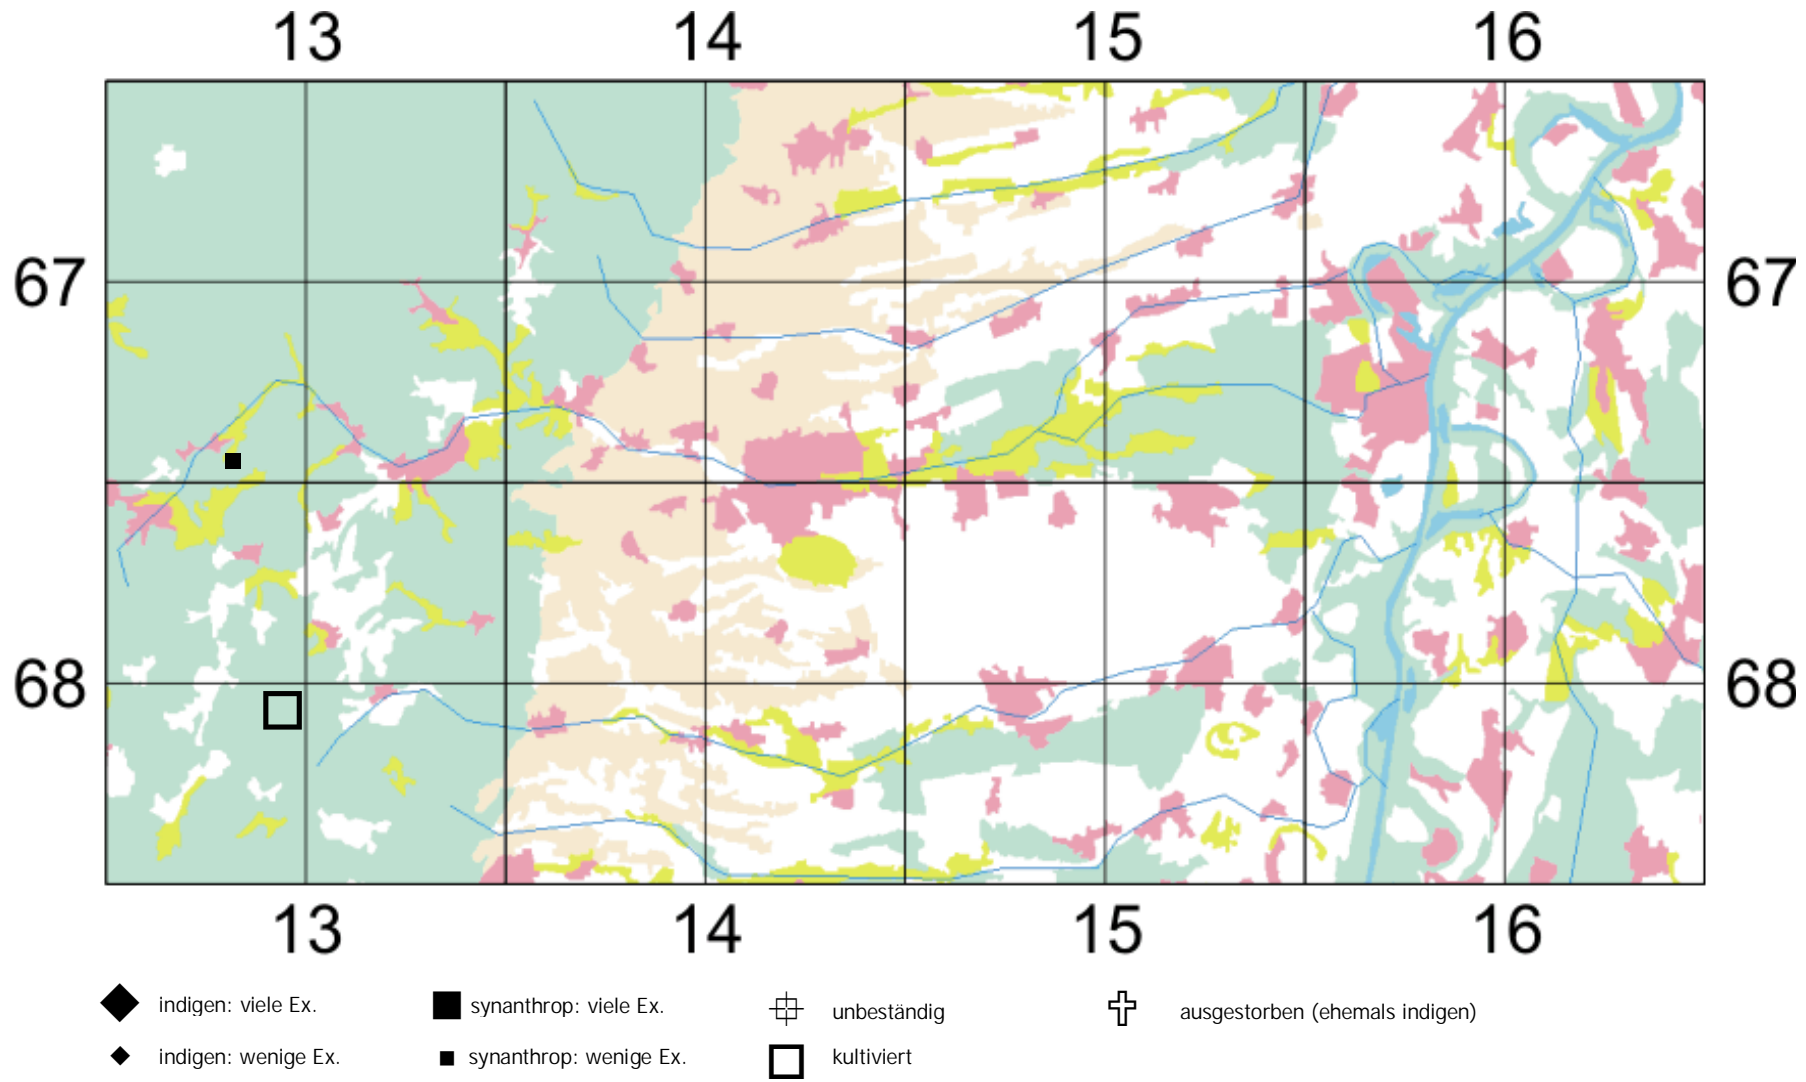 13 14 15 16
67 67
68 68
13 14 15 16
indigen: viele Ex. synanthrop: viele Ex. unbeständig ausgestorben (ehemals indigen)
indigen: wenige Ex. synanthrop: wenige Ex. kultiviert